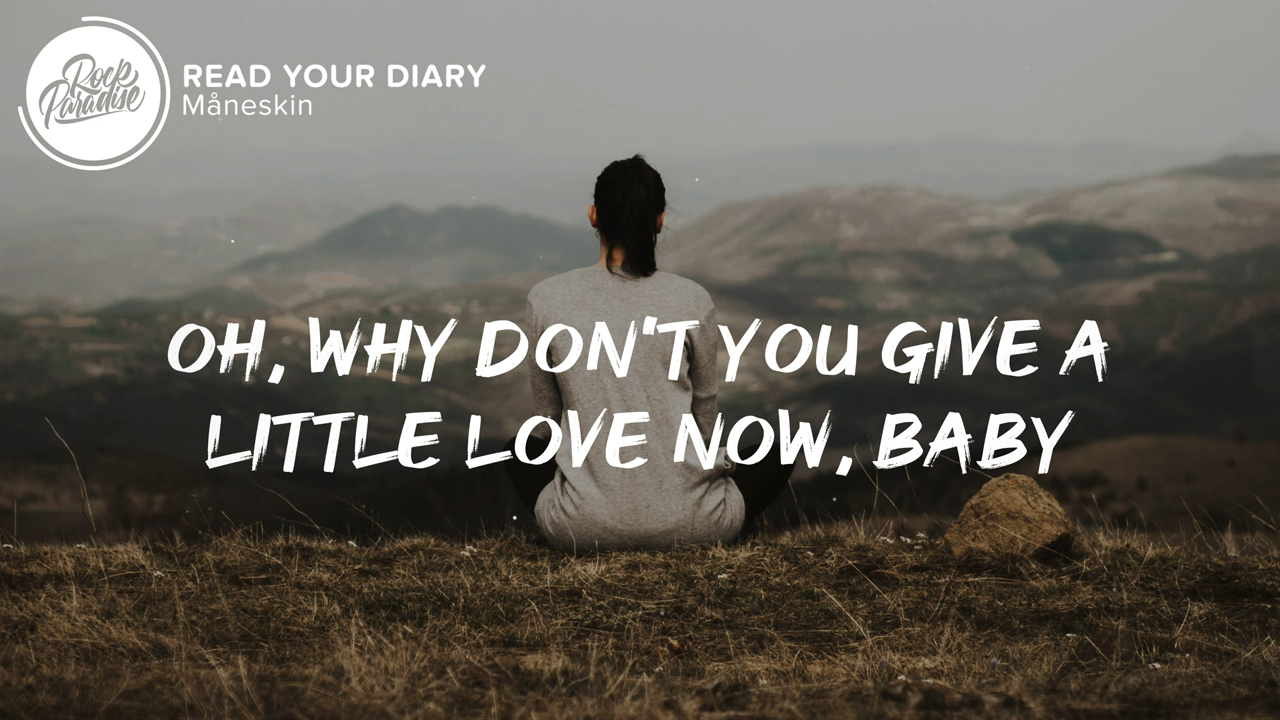 Rock
Paradise
READ YOUR DIARY
Måneskin
OH, WHY DON'T YOU GIVE A
LITTLE LOVE NOW, BABY